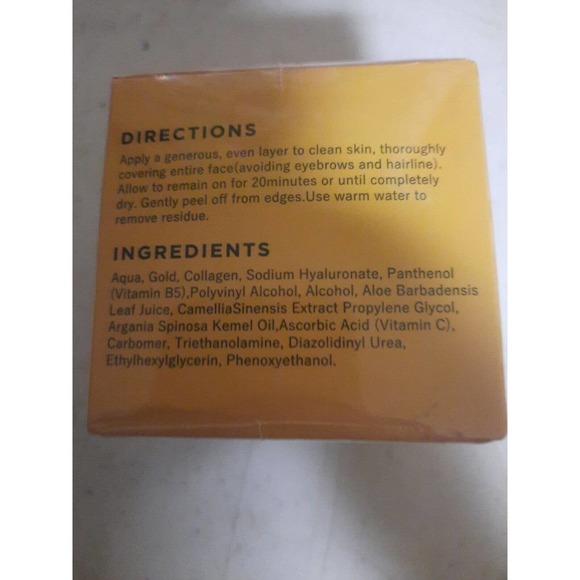 DIRECTIONS
Apply a generous, even layer to clean skin, thoroughly
covering entire face(avoiding eyebrows and hairline).
Allow to remain on for 20minutes or until completely
dry. Gently peel off from edges.Use warm water to
remove residue.
INGREDIENTS
Aqua, Gold, Collagen, Sodium Hyaluronate, Panthenol
(Vitamin B5),Polyvinyl Alcohol, Alcohol, Aloe Barbadensis
Leaf Juice, CamelliaSinensis Extract Propylene Glycol,
Argania Spinosa Kemel Oil,Ascorbic Acid (Vitamin C),
Carbomer, Triethanolamine, Diazolidinyl Urea,
Ethylhexylglycerin, Phenoxyethanol.